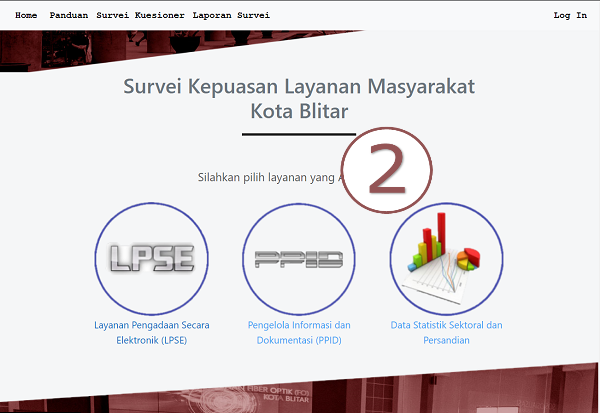 Home Panduan Survei Kuesioner Laporan Survei Log In
Survei Kepuasan Layanan Masyarakat
Kota Blitar
Silahkan pilih layanan yang
2
LPSE
PPID
Layanan Pengadaan Secara
Elektronik (LPSE)
Pengelola Informasi dan
Dokumentasi (PPID)
Data Statistik Sektoral dan
Persandian
FIBER OPTIK (FO)
KOTA BLITAR